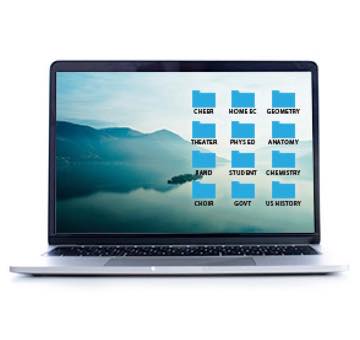 CHEER HOME EC GEOMETRY
THEATER PHYS ED ANATOMY
BAND STUDENT CHEMISTRY
CHOIR GOVT US HISTORY